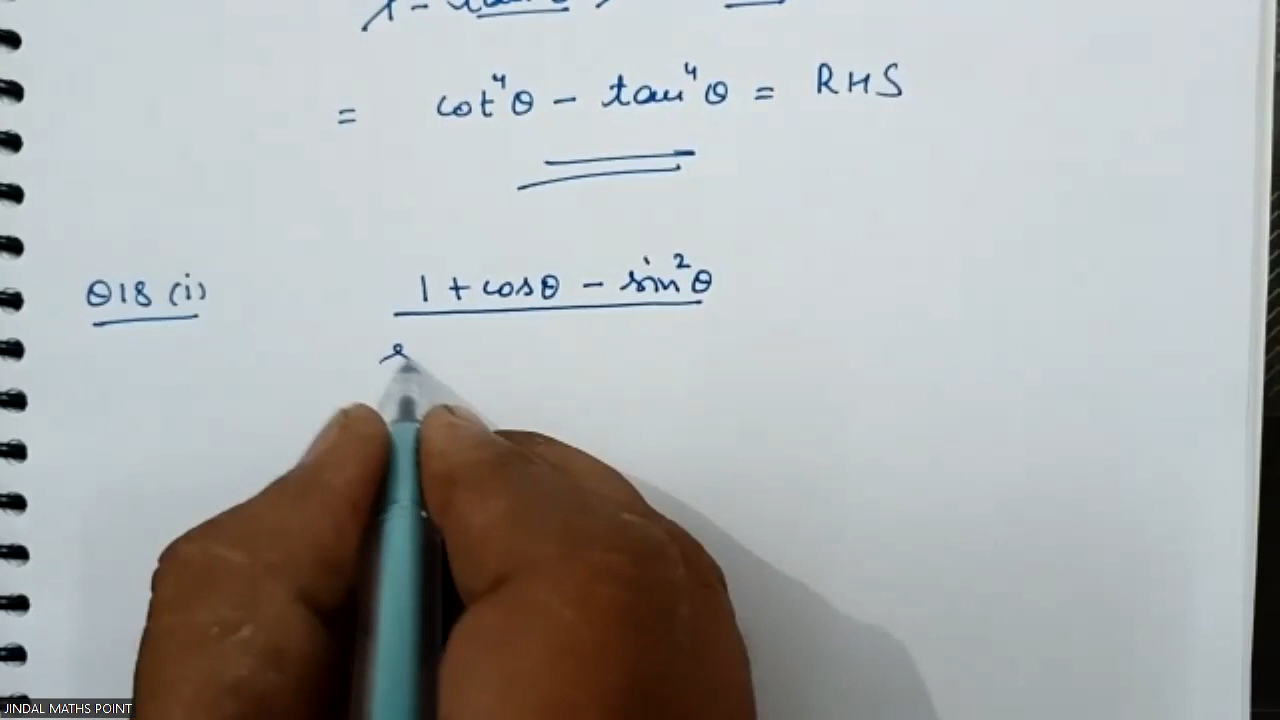 = cot⁴θ - tan⁴θ = RHS
Q18 (i) 1 + cosθ - sin²θ
JINDAL MATHS POINT